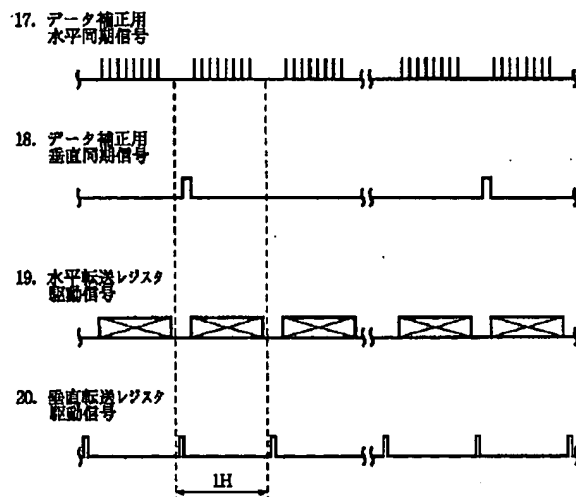 17. データ補正用
水平同期信号
18. データ補正用
垂直同期信号
19. 水平転送レジスタ
駆動信号
20. 垂直転送レジスタ
駆動信号
1H